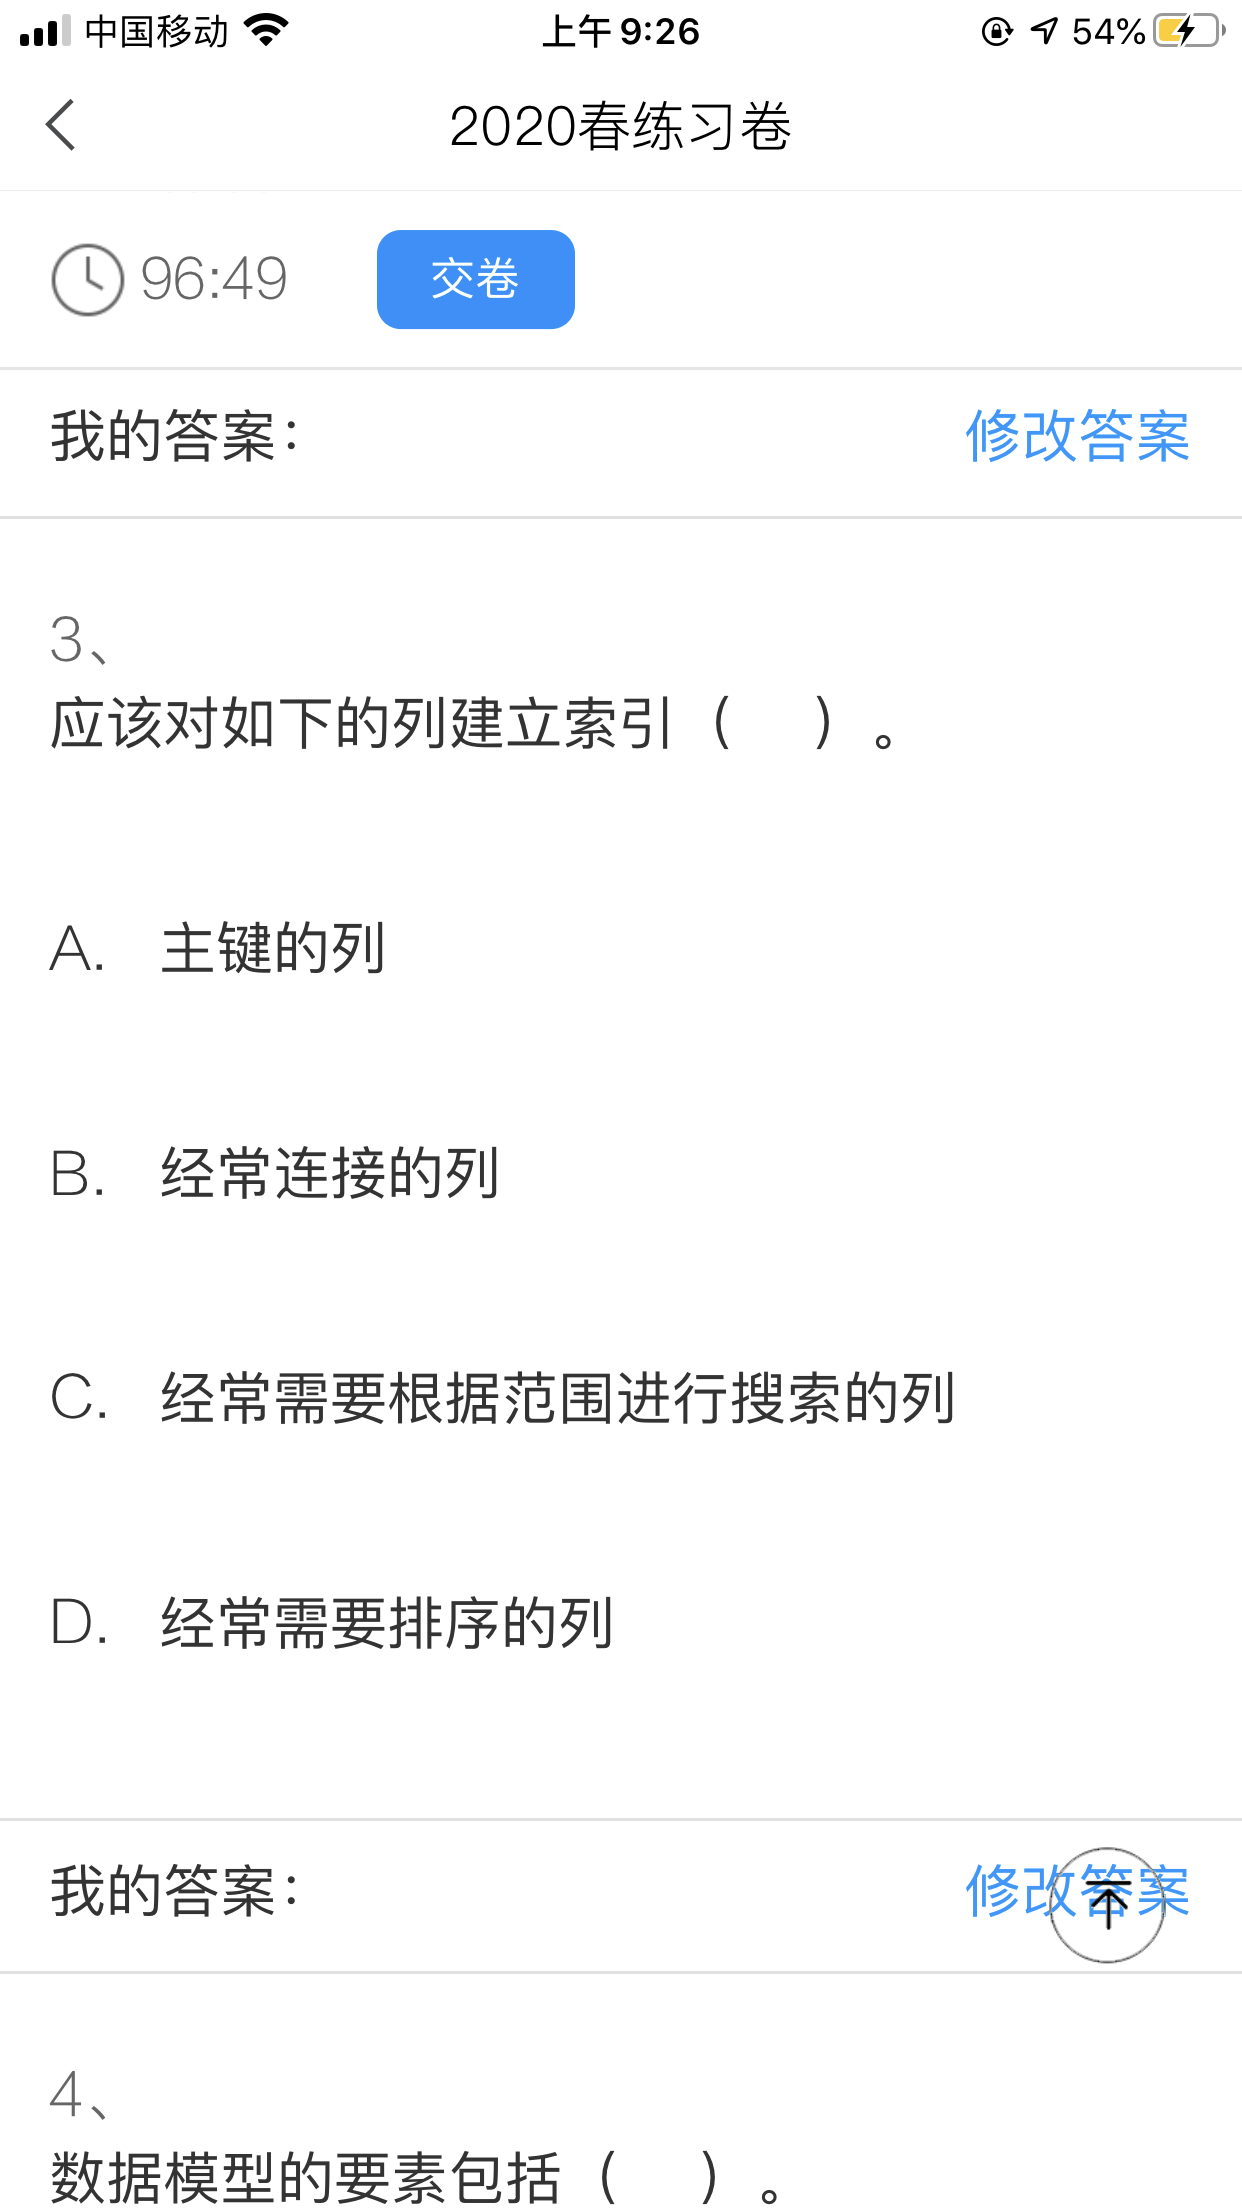 中国移动 上午 9:26 54%
2020春练习卷
96:49 交卷
我的答案： 修改答案
3、
应该对如下的列建立索引（ ）。
A. 主键的列
B. 经常连接的列
C. 经常需要根据范围进行搜索的列
D. 经常需要排序的列
我的答案： 修改答案
4、
数据模型的要素包括（ ）。